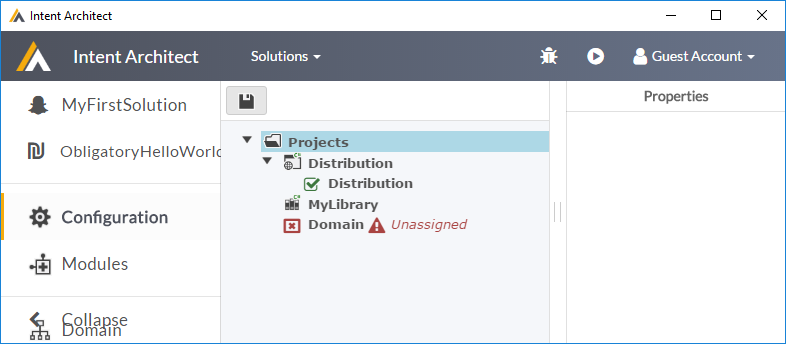 Intent Architect
Intent Architect
Solutions
Guest Account
MyFirstSolution
ObligatoryHelloWorld
Configuration
Modules
Collapse
Domain
Projects
Distribution
Distribution
MyLibrary
Domain Unassigned
Properties